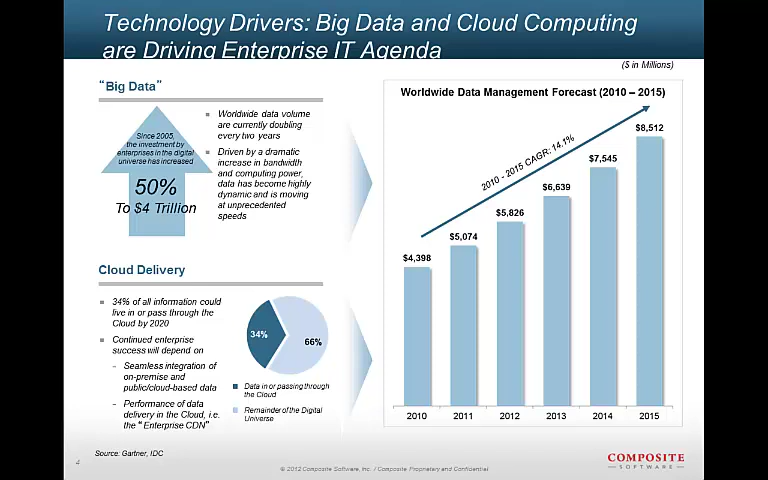 Technology Drivers: Big Data and Cloud Computing
are Driving Enterprise IT Agenda
($ in Millions)
“Big Data”
Since 2005,
the investment by
enterprises in the digital
universe has increased
50%
To $4 Trillion
■ Worldwide data volume
are currently doubling
every two years
■ Driven by a dramatic
increase in bandwidth
and computing power,
data has become highly
dynamic and is moving
at unprecedented
speeds
Cloud Delivery
■ 34% of all information could
live in or pass through the
Cloud by 2020
■ Continued enterprise
success will depend on
– Seamless integration of
on-premise and
public/cloud-based data
– Performance of data
delivery in the Cloud, i.e.
the “Enterprise CDN”
34%
66%
Data in or passing through
the Cloud
Remainder of the Digital
Universe
Worldwide Data Management Forecast (2010 – 2015)
2010 - 2015 CAGR: 14.1%
$4,398
$5,074
$5,826
$6,639
$7,545
$8,512
2010 2011 2012 2013 2014 2015
Source: Gartner, IDC
4
© 2012 Composite Software, Inc. / Composite Proprietary and Confidential
COMPOSITE
SOFTWARE